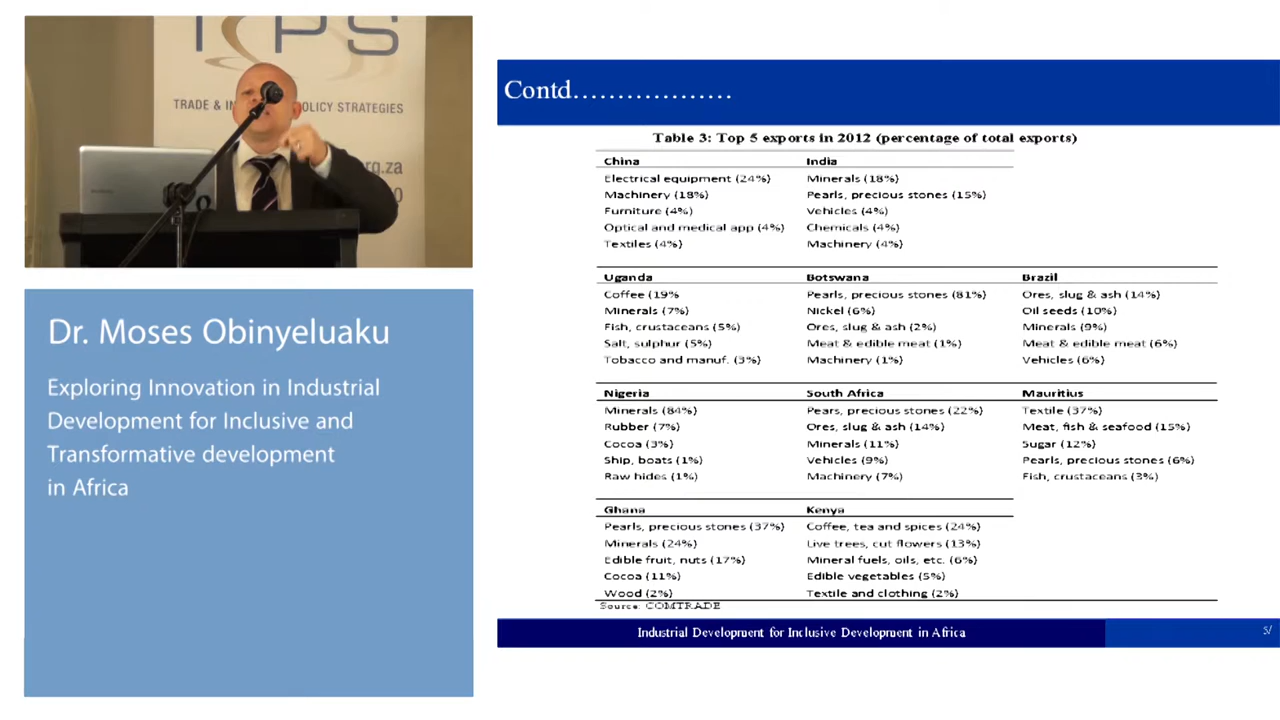 TIPS
TRADE & IN OLICY STRATEGIES
rg.za
0
Dr. Moses Obinyeluaku
Exploring Innovation in Industrial
Development for Inclusive and
Transformative development
in Africa
Contd..................
Table 3: Top 5 exports in 2012 (percentage of total exports)
China India
Electrical equipment (24%) Minerals (18%)
Machinery (18%) Pearls, precious stones (15%)
Furniture (4%) Vehicles (4%)
Optical and medical app (4%) Chemicals (4%)
Textiles (4%) Machinery (4%)
Uganda Botswana Brazil
Coffee (19% Pearls, precious stones (81%) Ores, slug & ash (14%)
Minerals (7%) Nickel (6%) Oil seeds (10%)
Fish, crustaceans (5%) Ores, slug & ash (2%) Minerals (9%)
Salt, sulphur (5%) Meat & edible meat (1%) Meat & edible meat (6%)
Tobacco and manuf. (3%) Machinery (1%) Vehicles (6%)
Nigeria South Africa Mauritius
Minerals (84%) Pears, precious stones (22%) Textile (37%)
Rubber (7%) Ores, slug & ash (14%) Meat, fish & seafood (15%)
Cocoa (3%) Minerals (11%) Sugar (12%)
Ship, boats (1%) Vehicles (9%) Pearls, precious stones (6%)
Raw hides (1%) Machinery (7%) Fish, crustaceans (3%)
Ghana Kenya
Pearls, precious stones (37%) Coffee, tea and spices (24%)
Minerals (24%) Live trees, cut flowers (13%)
Edible fruit, nuts (17%) Mineral fuels, oils, etc. (6%)
Cocoa (11%) Edible vegetables (5%)
Wood (2%) Textile and clothing (2%)
Source: COMTRADE
Industrial Development for Inclusive Development in Africa
5/